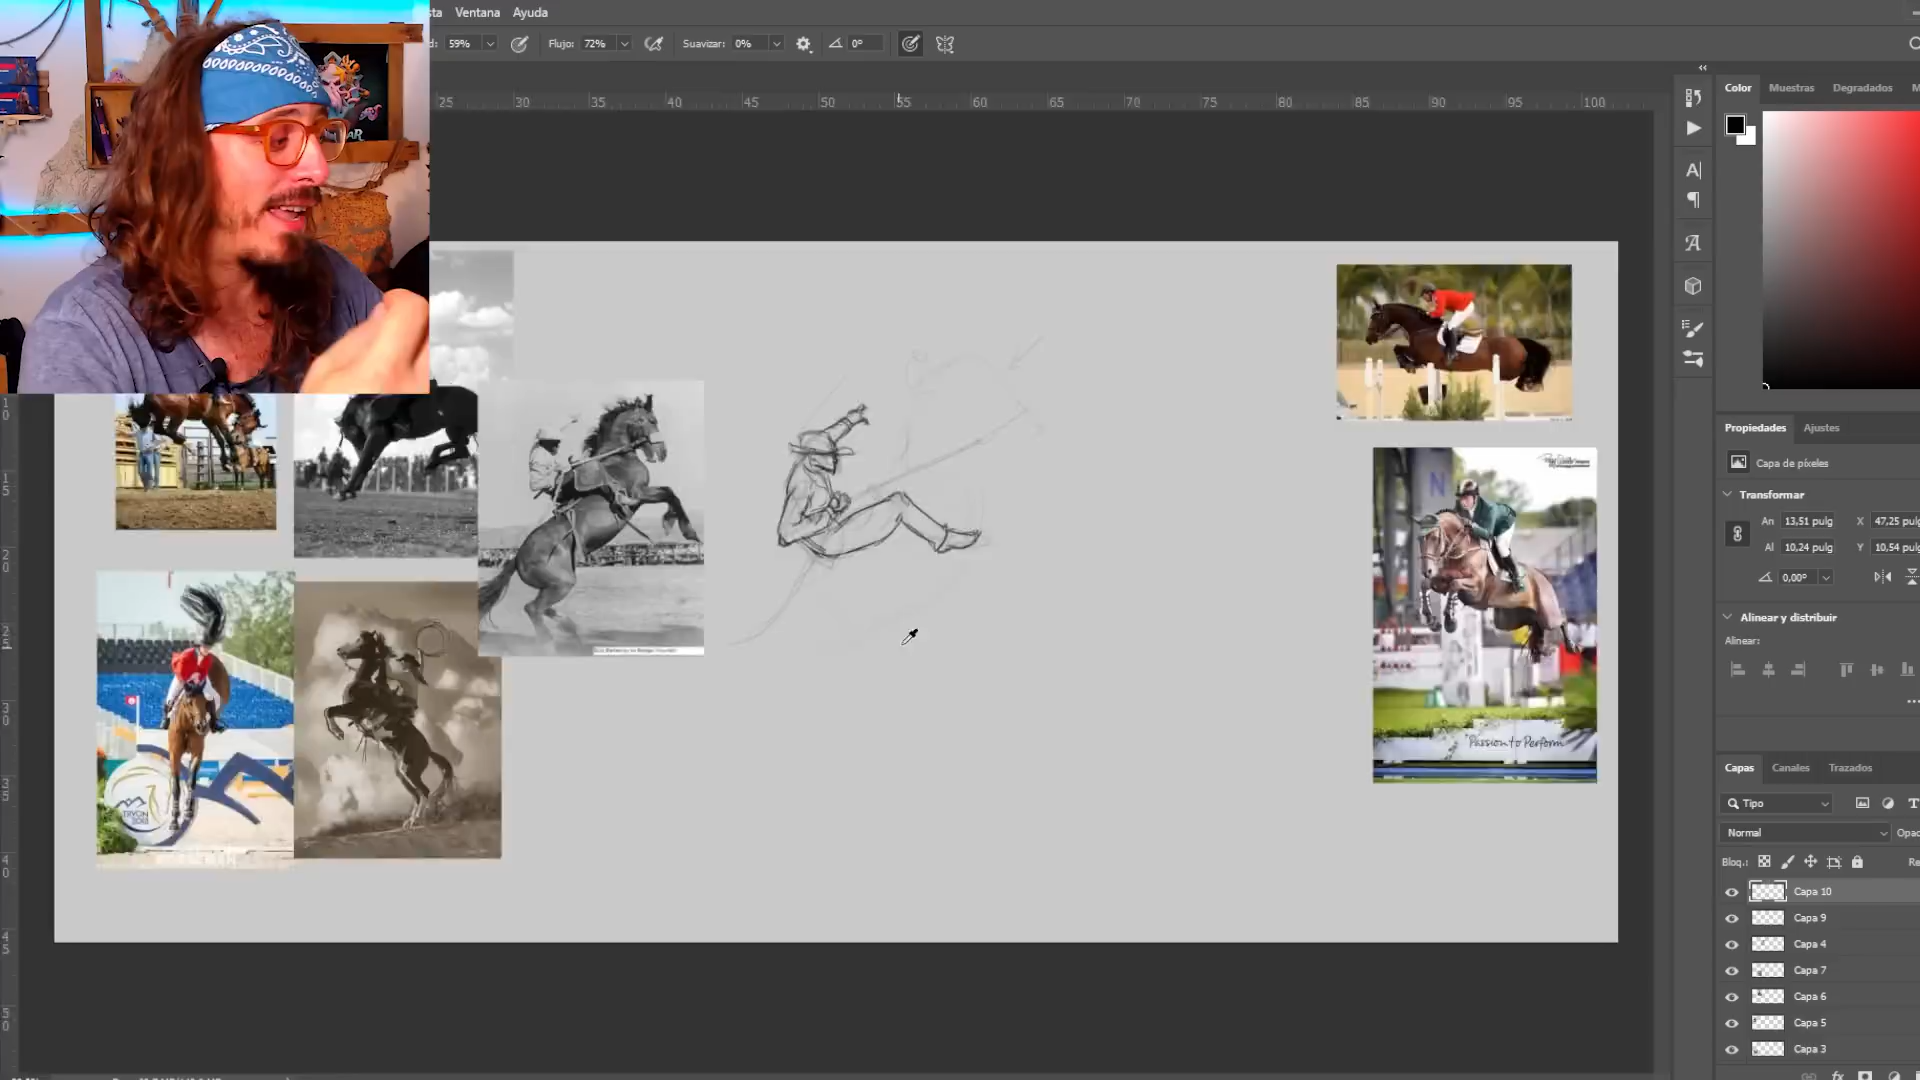 Ventana Ayuda
59% Flujo: 72% Suavizar: 0% 0°
25 30 35 40 45 50 55 60 65 70 75 80 85 90 95 100
Color Muestras Degradados
Propiedades Ajustes
Capa de píxeles
Transformar
An 13,51 pulg X 47,25 pulg
Al 10,24 pulg Y 10,54 pulg
0,00°
Alinear y distribuir
Alinear:
N
Passion to Perform
TRYON
2018
Capas Canales Trazados
Tipo
Normal Opac
Bloq.: Re
Capa 10
Capa 9
Capa 4
Capa 7
Capa 6
Capa 5
Capa 3
fx